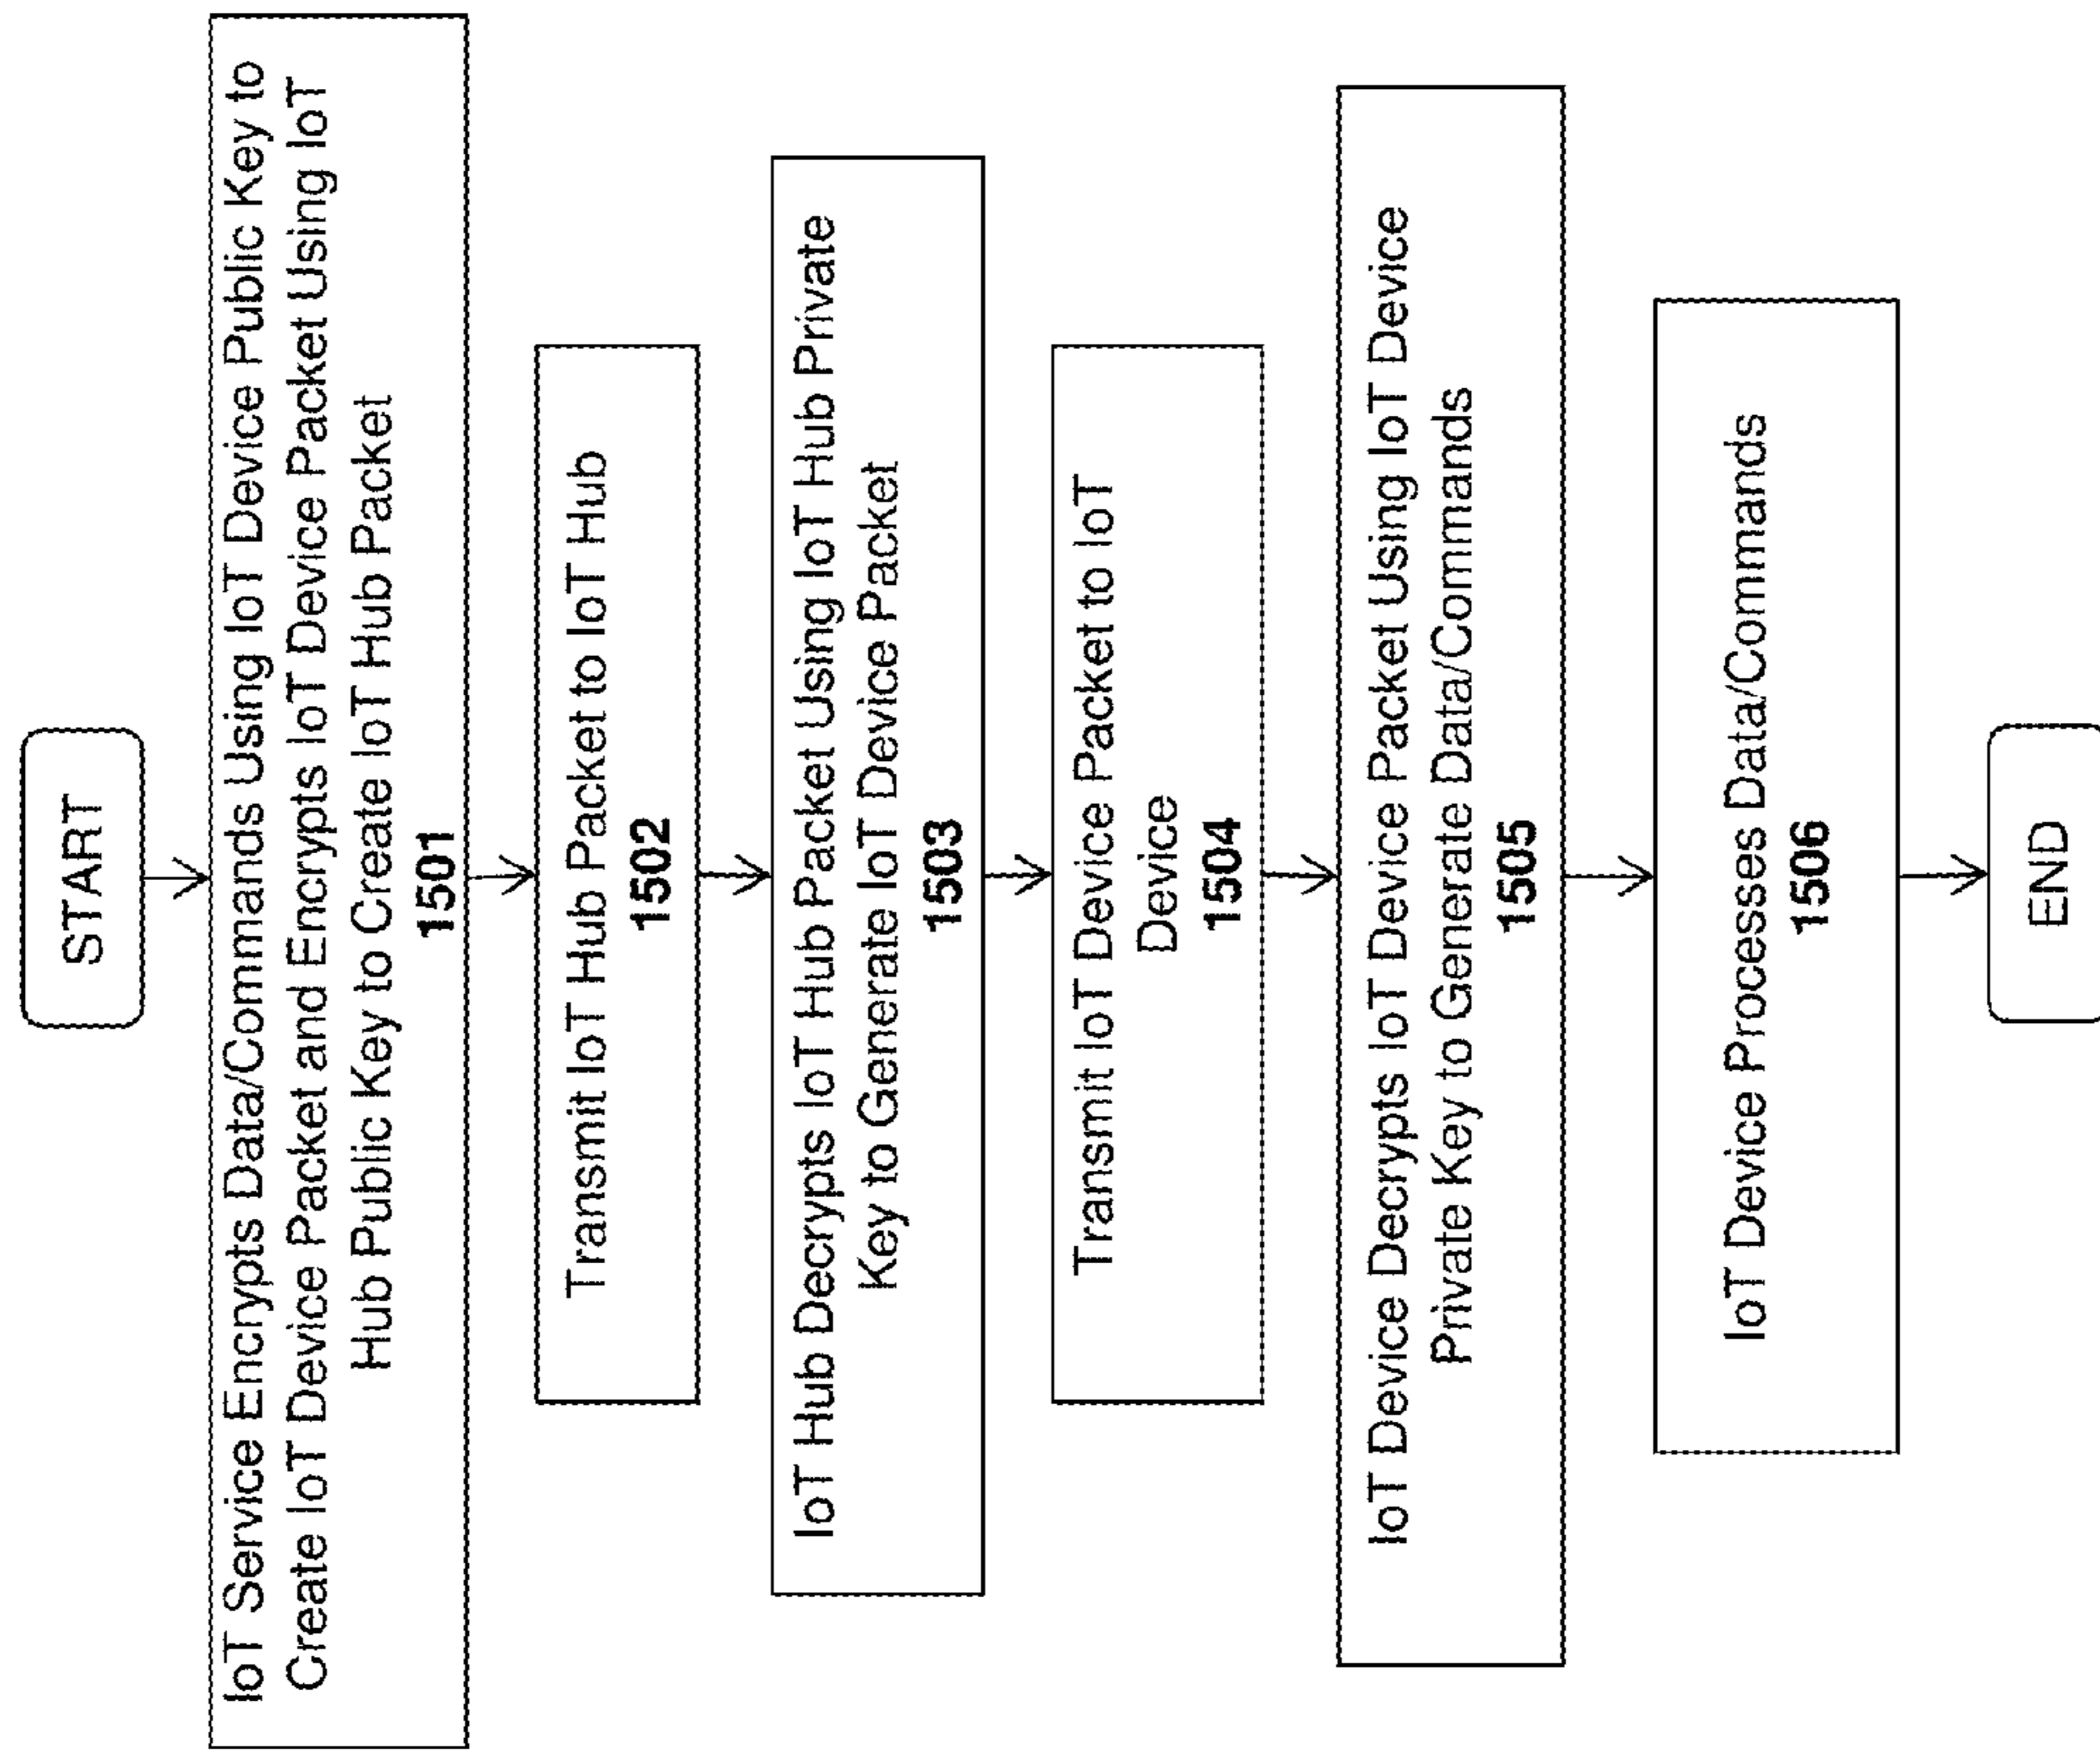 START
IoT Service Encrypts Data/Commands Using IoT Device Public Key to
Create IoT Device Packet and Encrypts IoT Device Packet Using IoT
Hub Public Key to Create IoT Hub Packet
1501
Transmit IoT Hub Packet to IoT Hub
1502
IoT Hub Decrypts IoT Hub Packet Using IoT Hub Private
Key to Generate IoT Device Packet
1503
Transmit IoT Device Packet to IoT
Device
1504
IoT Device Decrypts IoT Device Packet Using IoT Device
Private Key to Generate Data/Commands
1505
IoT Device Processes Data/Commands
1506
END